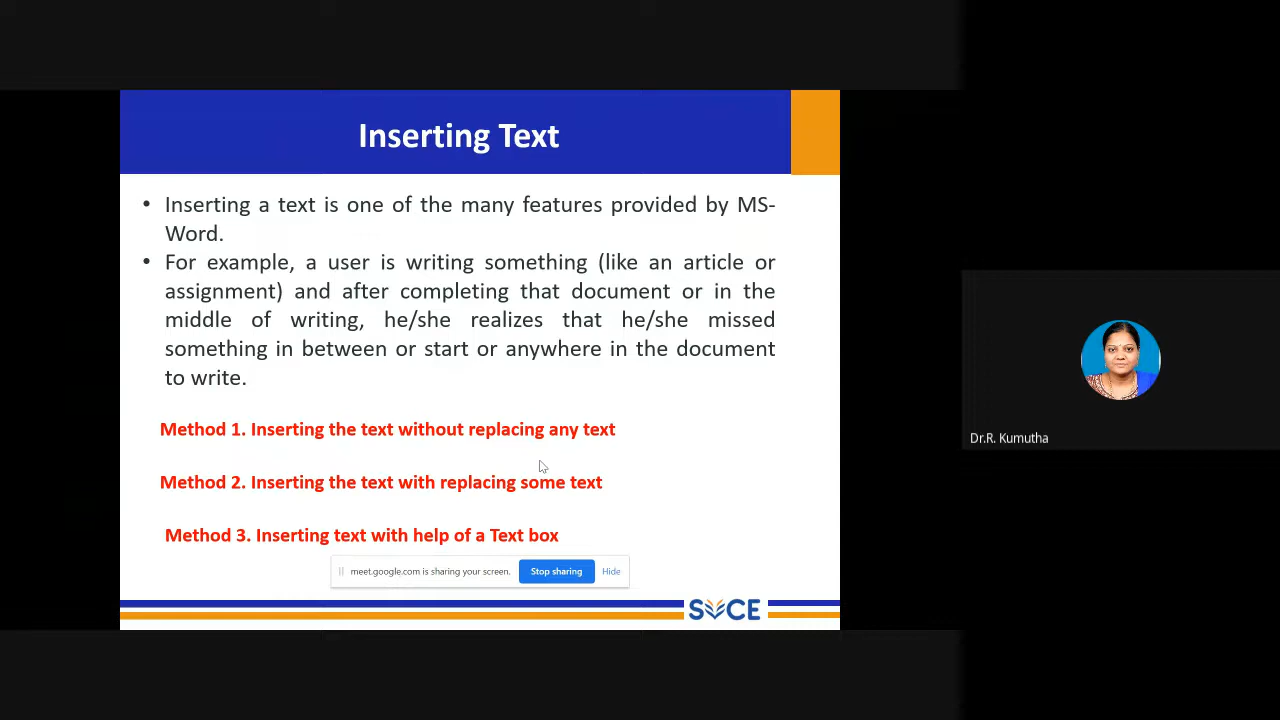 Inserting Text
• Inserting a text is one of the many features provided by MS-
Word.
• For example, a user is writing something (like an article or
assignment) and after completing that document or in the
middle of writing, he/she realizes that he/she missed
something in between or start or anywhere in the document
to write.
Method 1. Inserting the text without replacing any text
Method 2. Inserting the text with replacing some text
Method 3. Inserting text with help of a Text box
meet.google.com is sharing your screen. Stop sharing Hide
SVCE
Dr.R. Kumutha